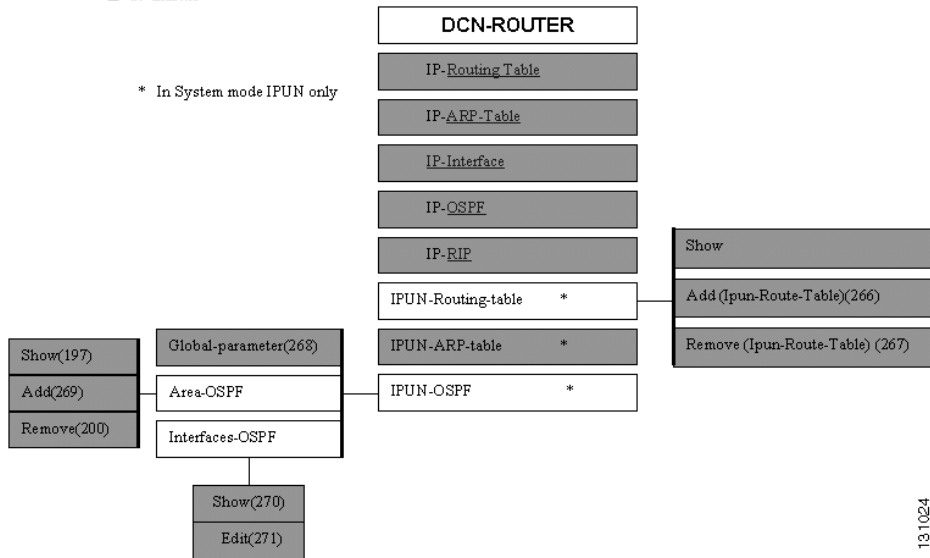 DCN-ROUTER
IP-Routing Table
* In System mode IPUN only
IP-ARP-Table
IP-Interface
IP-OSPF
IP-RIP
Show
IPUN-Routing-table *
Add (Ipun-Route-Table)(266)
Global-parameter(268)
IPUN-ARP-table *
Remove (Ipun-Route-Table) (267)
Show(197)
Add(269)
Area-OSPF
IPUN-OSPF *
Remove(200)
Interfaces-OSPF
Show(270)
Edit(271)
131024